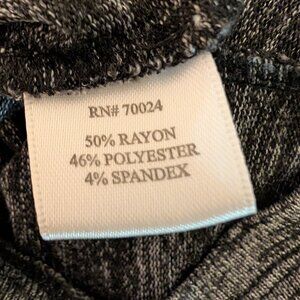 RN# 70024
50% RAYON
46% POLYESTER
4% SPANDEX